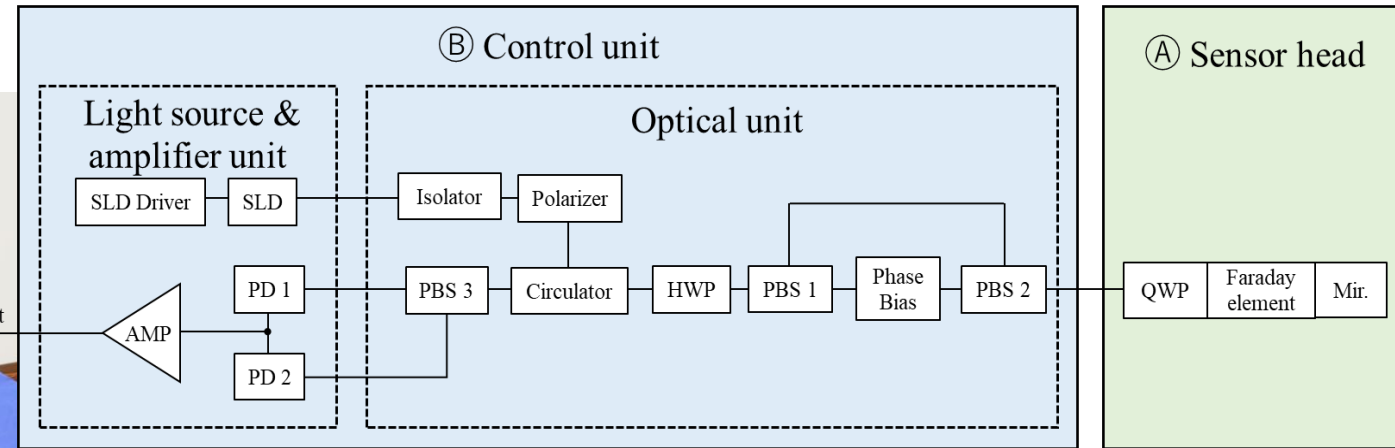 Ⓑ Control unit
Ⓐ Sensor head
Light source &
amplifier unit
Optical unit
SLD Driver
SLD
Isolator
Polarizer
PD 1
PBS 3
Circulator
HWP
PBS 1
Phase
Bias
PBS 2
QWP
Faraday
element
Mir.
AMP
PD 2